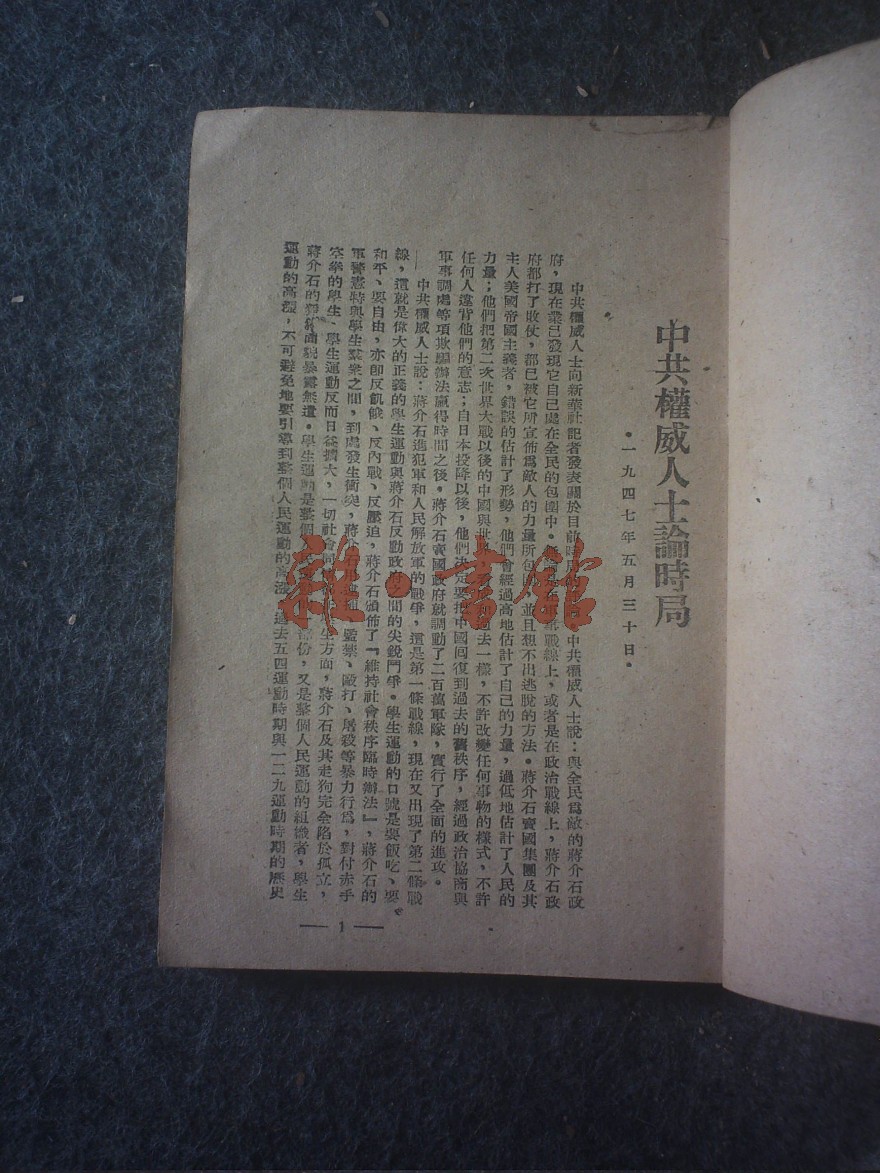 中共權威人士論時局
•一九四七年五月三十日•
中共權威人士向新華社記者發表關於目前時局的　　中共權威人士說：與全民爲敵的蔣介石政
府，現在業已發現它自己處在全民的包圍中。　　　　軍事戰線上，或者是在政治戰線上，蔣介石政
府都打了敗仗，都已被它所宣佈爲敵人的力量所包　　並且想不出逃脫的方法。蔣介石賣國集團及其
主人美國帝國主義者，錯誤的估計了形勢，他們曾經過高地估計了自己的力量，過低地估計了人民的
力量；他們把第二次世界大戰以後的中國與世界　　　過去一樣，不許改變任何事物的樣式，不許
任何人違背他們的意志；自日本投降以後，他們決定要把中國回復到過去的舊秩序，經過政治協商與
軍事調處等項欺騙辦法贏得時間之後。蔣介石賣國政府就調動了二百萬軍隊，實行了全面的進攻。
中共權威人士說：蔣介石進犯軍和人民解放軍的戰爭，這是第一條戰線，現在又出現了第二條戰
線，這就是偉大的正義的學生運動與蔣介石反動政府之間的尖銳鬥爭。學生運動的口號是要飯吃、要
和平、要自由，亦卽反飢餓、反內戰、反壓迫，蔣介石頒佈了『維持社會秩序臨時辦法』，蔣介石的
軍警憲特與學生羣衆之間，到處發生衝突，蔣介石用逮捕、監禁、毆打、屠殺等暴力行爲，對付赤手
空拳的學生、學生運動反而日益擴大，一切社會同　　　　生方面，蔣介石及其走狗完全陷於孤立，
蔣介石的　　面貌暴露無遺。學生運動是整個　　　　　份，又是整個人民運動的組織者，學生
運動的高漲，不可避免地要引導到整個人民運動的高漲，過去五四運動時期與一二九運動時期的歷史
— 1 —
雜•書館